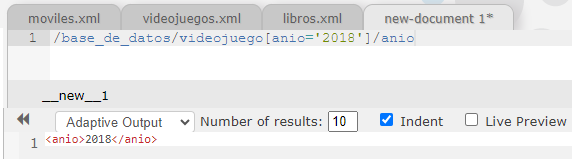 moviles.xml videojuegos.xml libros.xml new-document 1*
1 /base_de_datos/videojuego[anio='2018']/anio
__new__1
Adaptive Output Number of results: 10 Indent Live Preview
1 <anio>2018</anio>